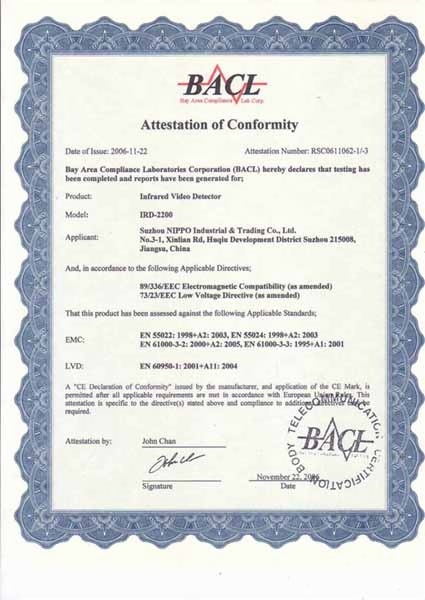 BACL
Bay Area Compliance Lab Corp.
Attestation of Conformity
Date of Issue: 2006-11-22 Attestation Number: RSC0611062-1/-3
Bay Area Compliance Laboratories Corporation (BACL) hereby declares that testing has
been completed and reports have been generated for;
Product: Infrared Video Detector
Model: IRD-2200
Applicant: Suzhou NIPPO Industrial & Trading Co., Ltd.
No.3-1, Xinlian Rd, Huqiu Development District Suzhou 215008,
Jiangsu, China
And, in accordance to the following Applicable Directives;
89/336/EEC Electromagnetic Compatibility (as amended)
73/23/EEC Low Voltage Directive (as amended)
That this product has been assessed against the following Applicable Standards;
EMC: EN 55022: 1998+A2: 2003, EN 55024: 1998+A2: 2003
EN 61000-3-2: 2000+A2: 2005, EN 61000-3-3: 1995+A1: 2001
LVD: EN 60950-1: 2001+A11: 2004
A "CE Declaration of Conformity" issued by the manufacturer, and application of the CE Mark, is
permitted after all applicable requirements are met in accordance with European Union Rules. This
attestation is specific to the directive(s) stated above and compliance to additional directives may be
required.
Attestation by: John Chan
Signature
November 22, 2006
Date
TELECOMMUNICATION CERTIFICATION BODY
BACL